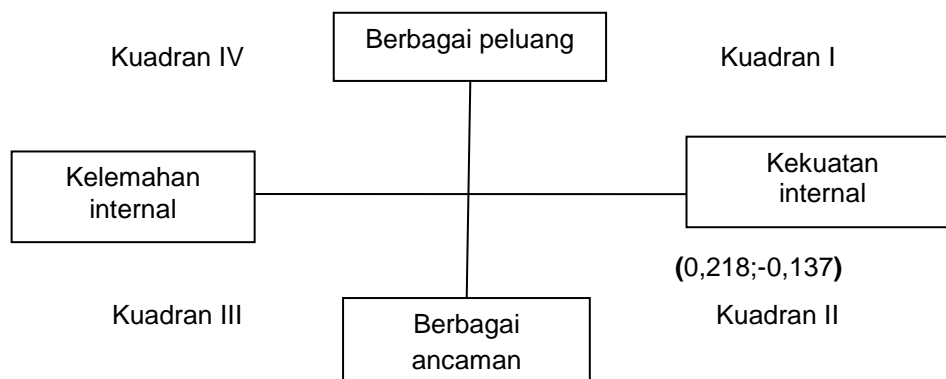 Kuadran IV
Berbagai peluang
Kuadran I
Kelemahan
internal
Kekuatan
internal
(0,218;-0,137)
Kuadran III
Berbagai
ancaman
Kuadran II